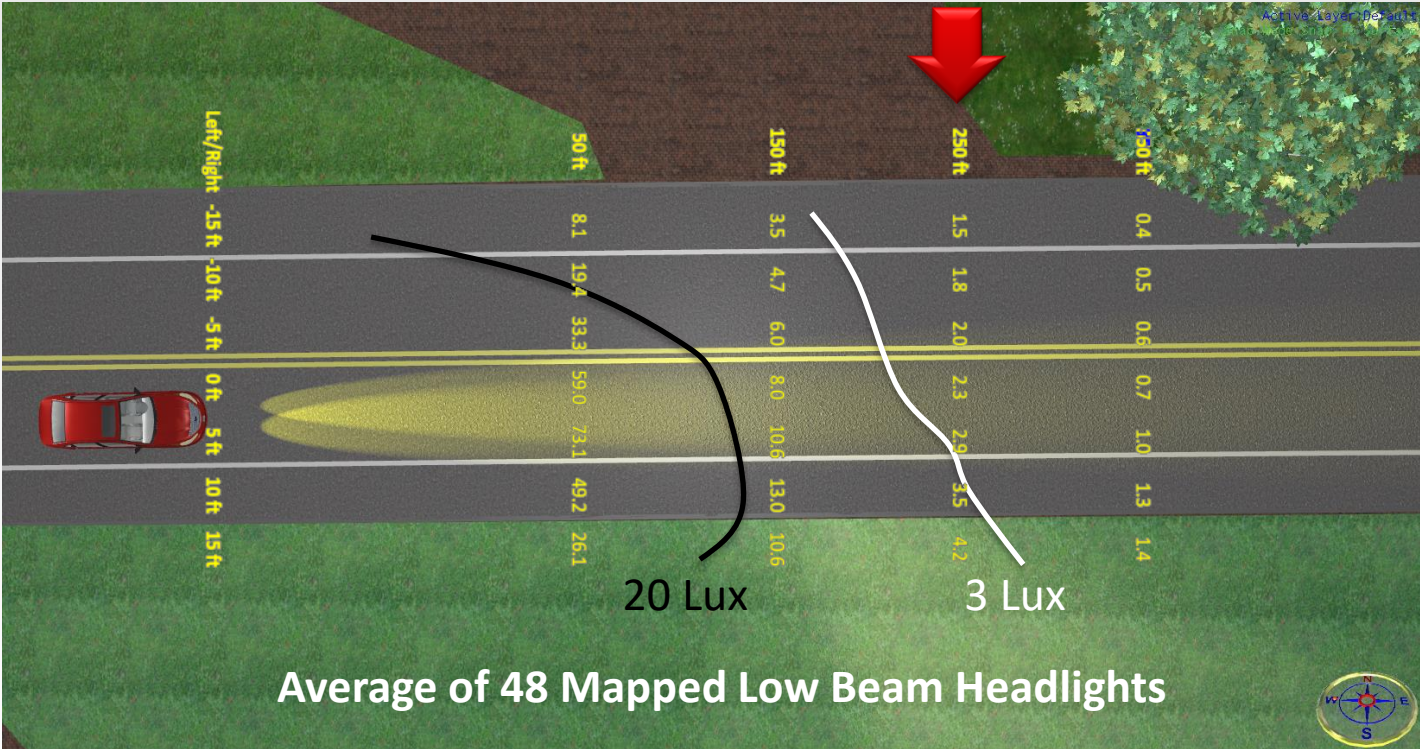 Active Layer:Default
Left/Right -15 ft -10 ft -5 ft 0 ft 5 ft 10 ft 15 ft
50 ft 8.1 19.4 33.3 59.0 73.1 49.2 26.1
150 ft 3.5 4.7 6.0 8.0 10.6 13.0 10.6
250 ft 1.5 1.8 2.0 2.3 2.9 3.5 4.2
ft 0.4 0.5 0.6 0.7 1.0 1.3 1.4
20 Lux
3 Lux
Average of 48 Mapped Low Beam Headlights
N
W E
S